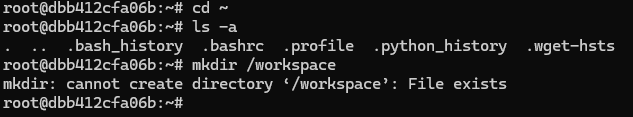 root@dbb412cfa06b:~# cd ~
root@dbb412cfa06b:~# ls -a
.  ..  .bash_history  .bashrc  .profile  .python_history  .wget-hsts
root@dbb412cfa06b:~# mkdir /workspace
mkdir: cannot create directory ‘/workspace’: File exists
root@dbb412cfa06b:~#